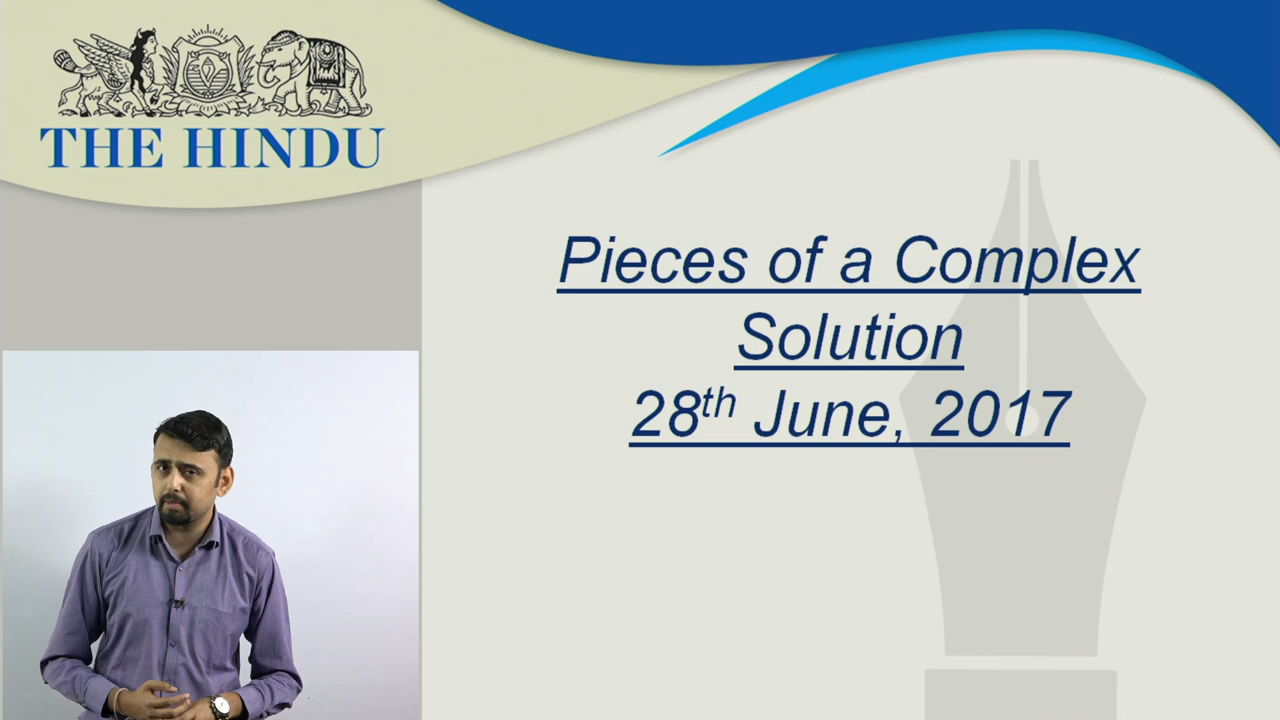 THE HINDU
Pieces of a Complex
Solution
28th June, 2017